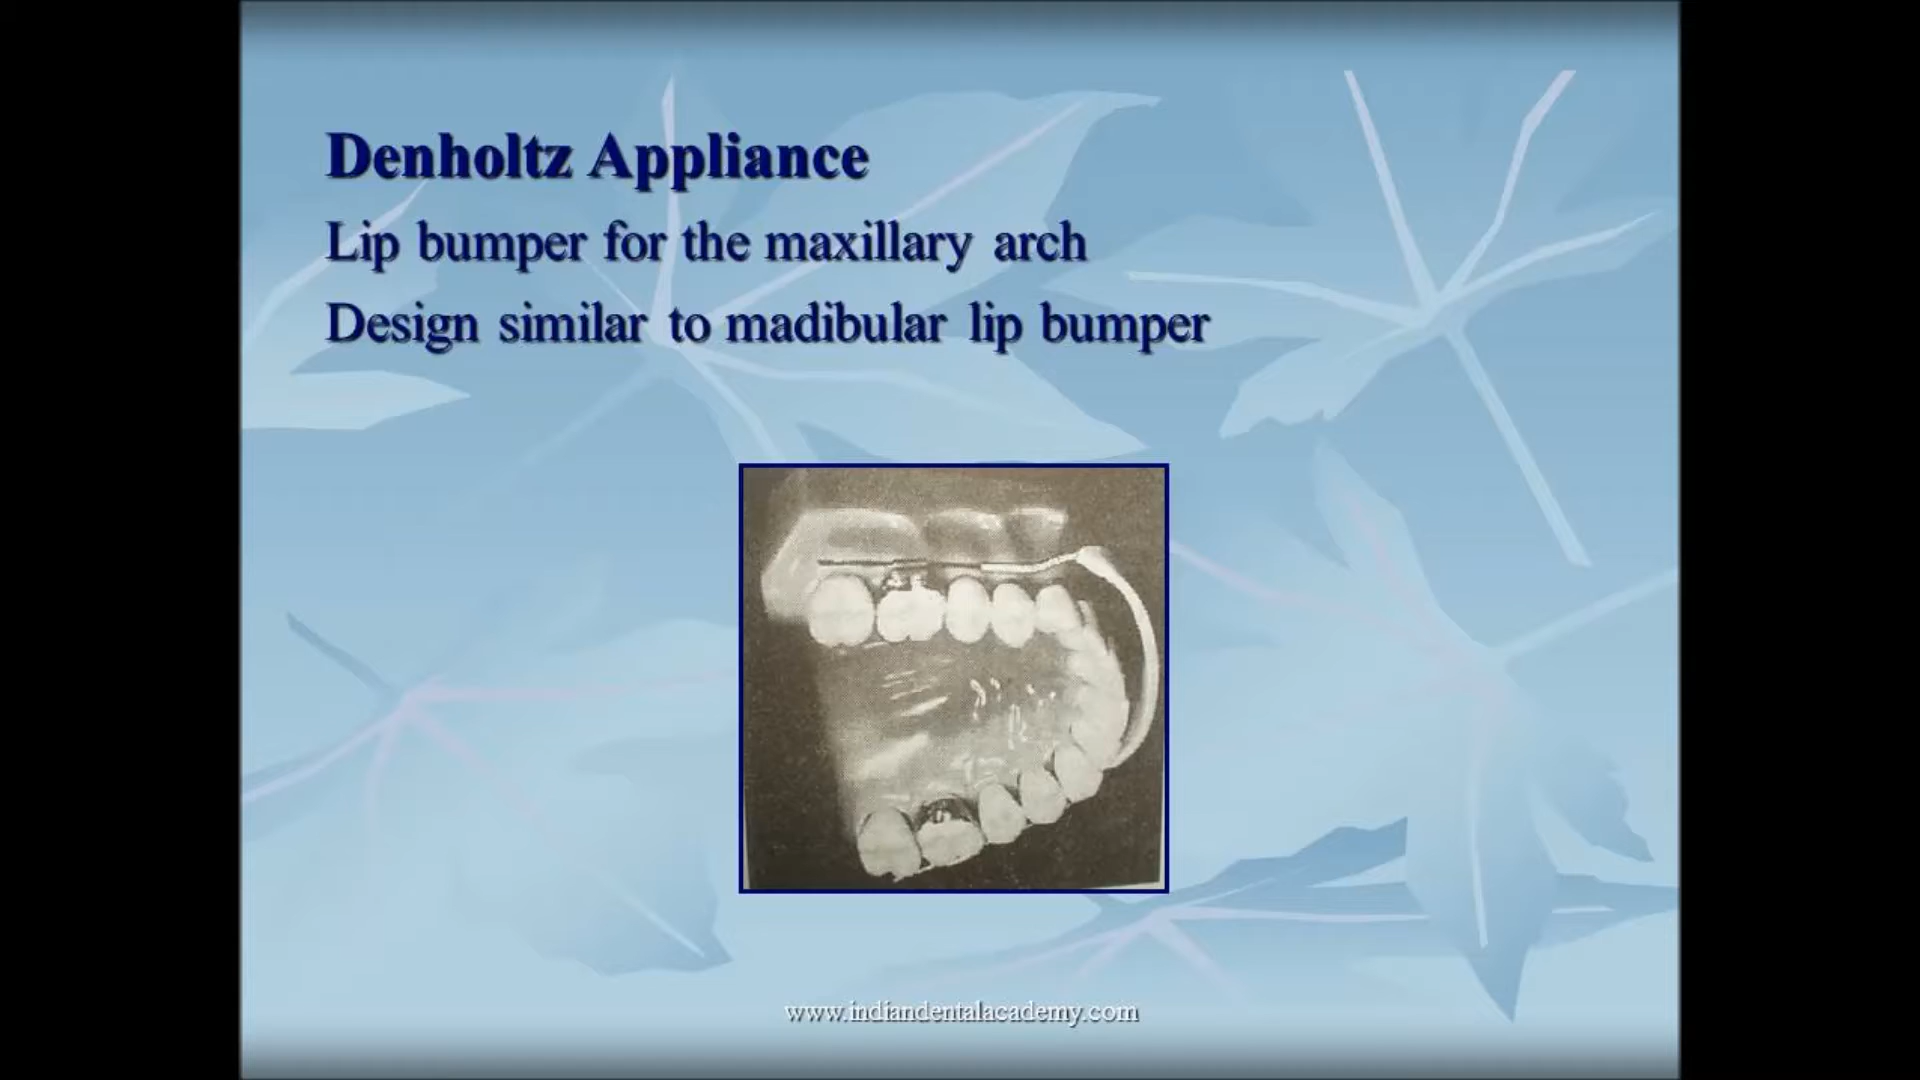 Denholtz Appliance
Lip bumper for the maxillary arch
Design similar to madibular lip bumper
www.indiandentalacademy.com